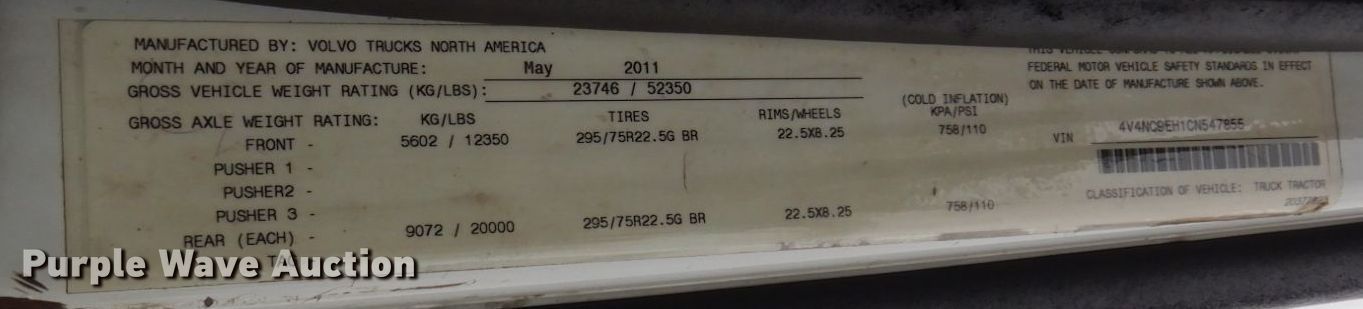 MANUFACTURED BY: VOLVO TRUCKS NORTH AMERICA
MONTH AND YEAR OF MANUFACTURE: May 2011
GROSS VEHICLE WEIGHT RATING (KG/LBS): 23746 / 52350
GROSS AXLE WEIGHT RATING: KG/LBS TIRES RIMS/WHEELS (COLD INFLATION) KPA/PSI
FRONT - 5602 / 12350 295/75R22.5G BR 22.5X8.25 758/110
PUSHER 1 -
PUSHER2 -
PUSHER 3 -
REAR (EACH) - 9072 / 20000 295/75R22.5G BR 22.5X8.25 758/110
FEDERAL MOTOR VEHICLE SAFETY STANDARDS IN EFFECT
ON THE DATE OF MANUFACTURE SHOWN ABOVE.
VIN 4V4NC9EH1CN547855
CLASSIFICATION OF VEHICLE: TRUCK TRACTOR
Purple Wave Auction